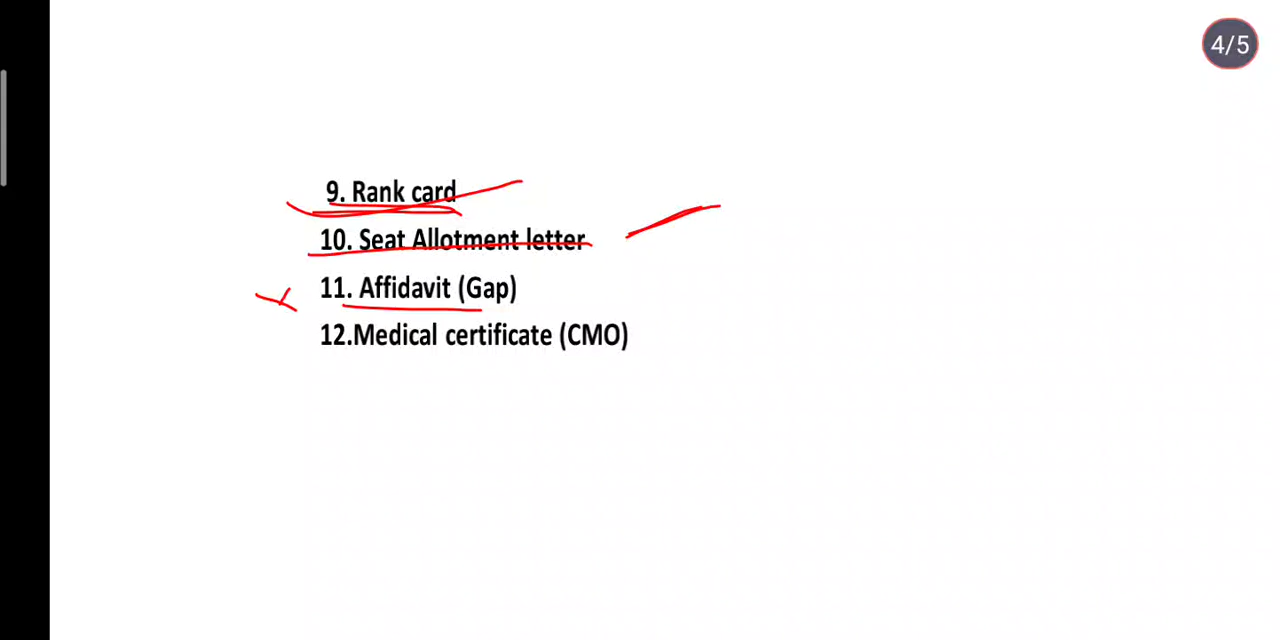 4/5
9. Rank card
10. Seat Allotment letter
11. Affidavit (Gap)
12.Medical certificate (CMO)